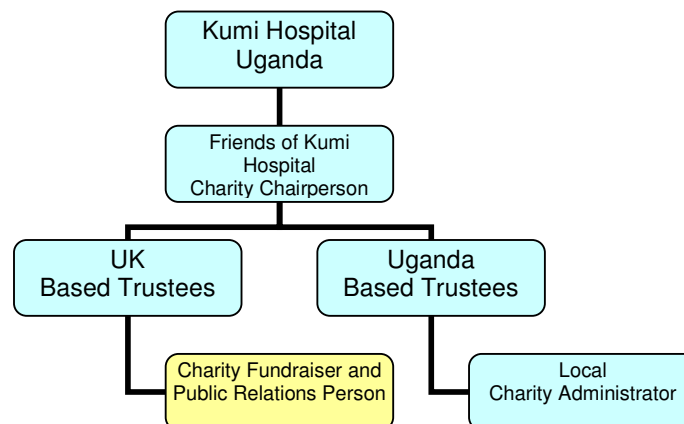 Kumi Hospital
Uganda
Friends of Kumi
Hospital
Charity Chairperson
UK
Based Trustees
Uganda
Based Trustees
Charity Fundraiser and
Public Relations Person
Local
Charity Administrator